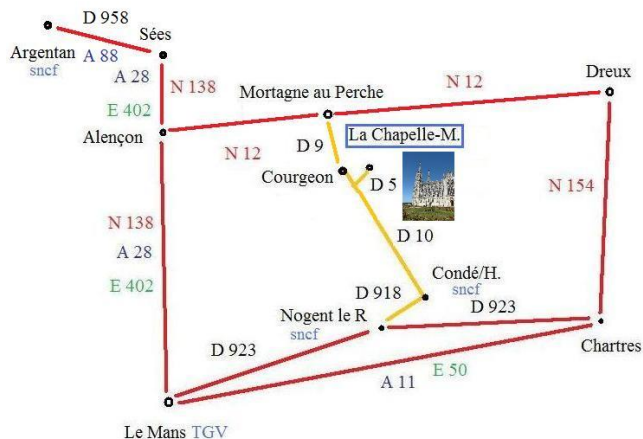 D 958
Sées
Argentan
sncf
A 88
A 28
N 138
E 402
Alençon
Mortagne au Perche
N 12
Dreux
N 12
D 9
La Chapelle-M.
Courgeon
D 5
N 154
N 138
A 28
E 402
D 10
Condé/H.
sncf
D 918
Nogent le R
sncf
D 923
D 923
Chartres
E 50
A 11
Le Mans TGV